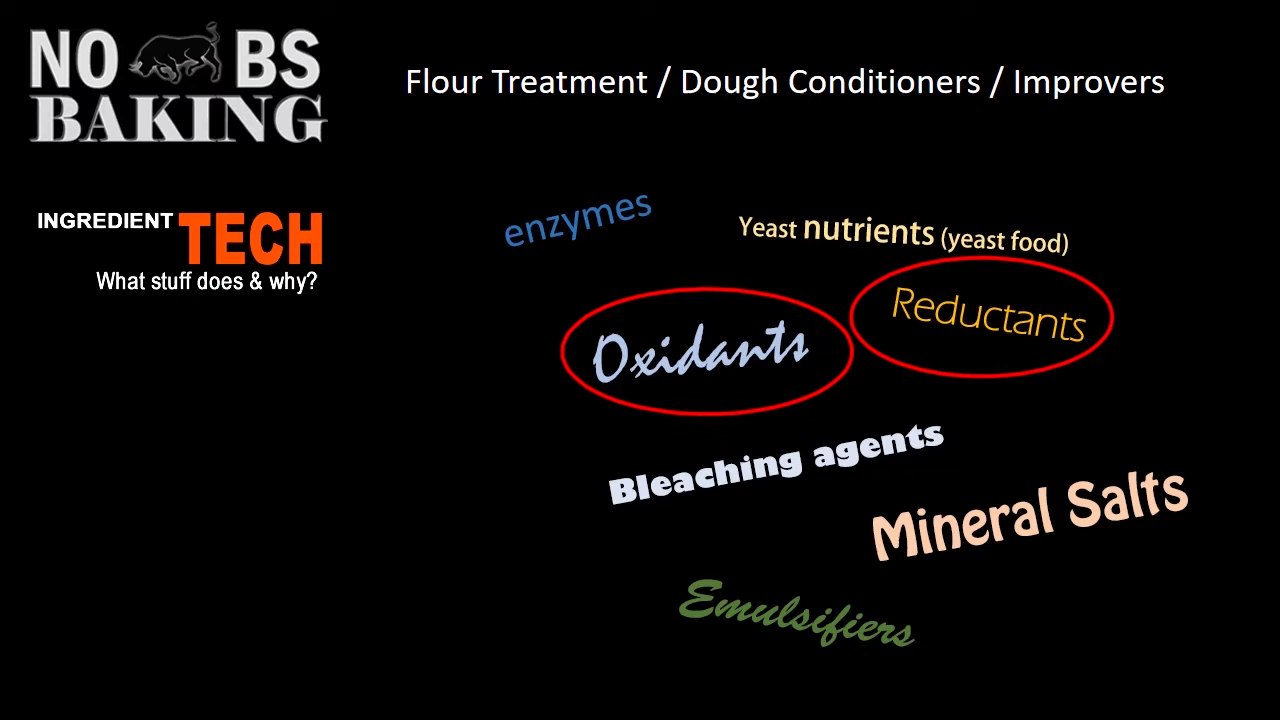 NO BS
BAKING
Flour Treatment / Dough Conditioners / Improvers
INGREDIENT TECH
What stuff does & why?
enzymes
Yeast nutrients (yeast food)
Reductants
Oxidants
Bleaching agents
Mineral Salts
Emulsifiers